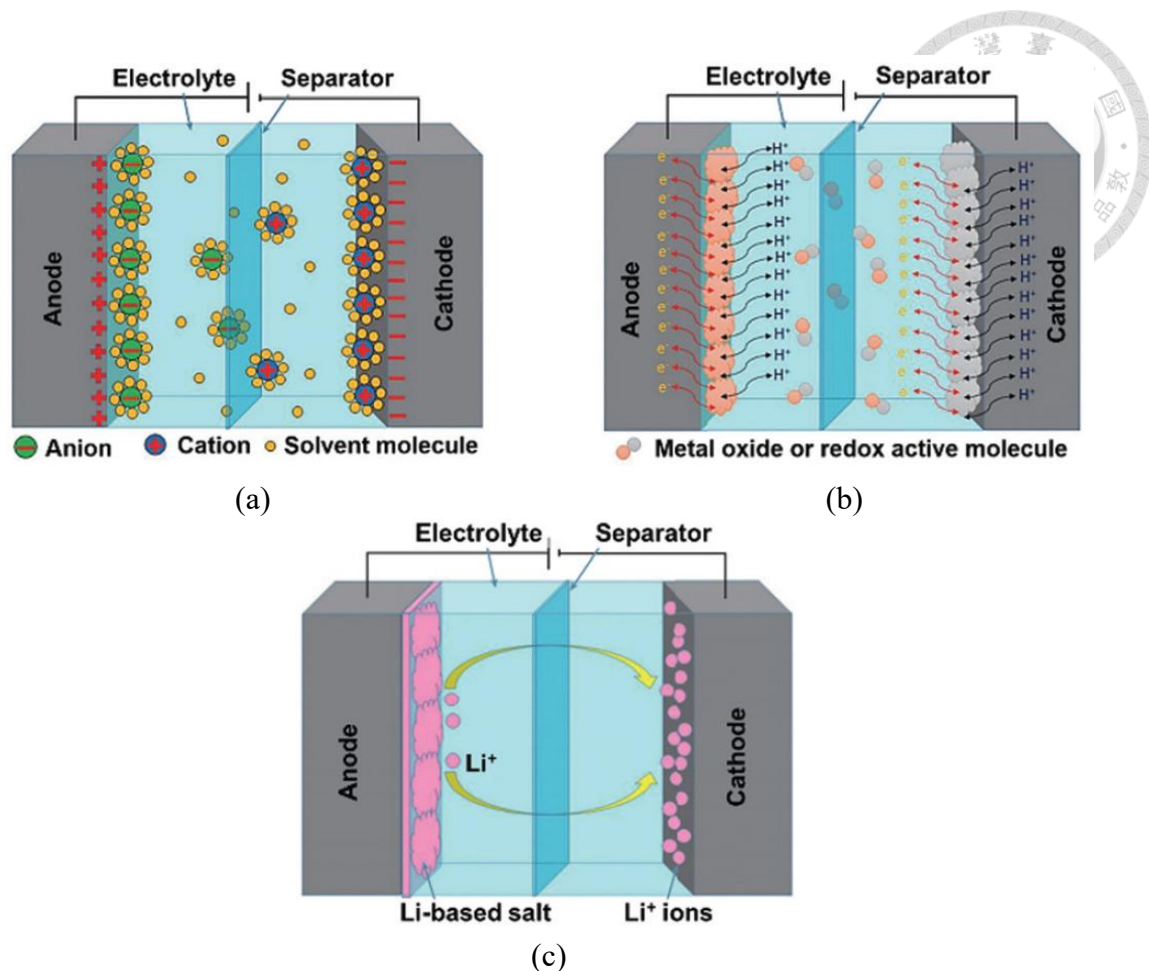 Electrolyte Separator
Anode
Cathode
Anion Cation Solvent molecule
(a)
Electrolyte Separator
e⁻ H⁺ e⁻ H⁺
Anode
Cathode
Metal oxide or redox active molecule
(b)
Electrolyte Separator
Anode
Li⁺
Cathode
Li-based salt Li⁺ ions
(c)